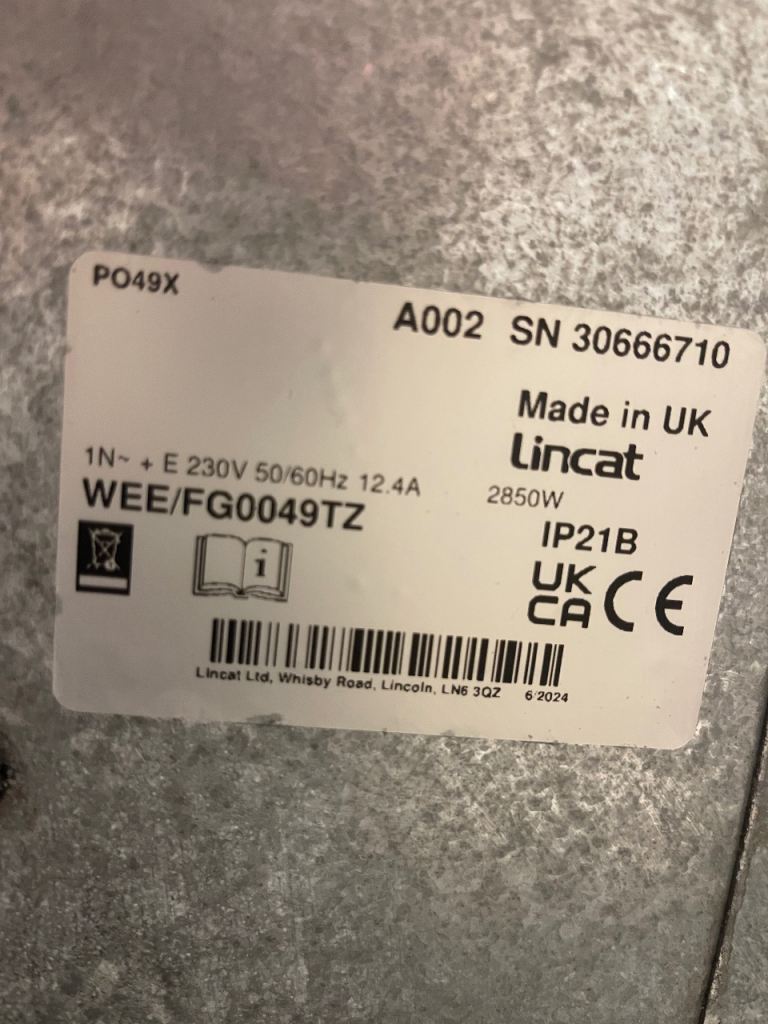 PO49X
A002 SN 30666710
Made in UK
Lincat
1N~ + E 230V 50/60Hz 12.4A 2850W
WEE/FG0049TZ
IP21B
i
UK
CA CE
Lincat Ltd, Whisby Road, Lincoln, LN6 3QZ 6/2024